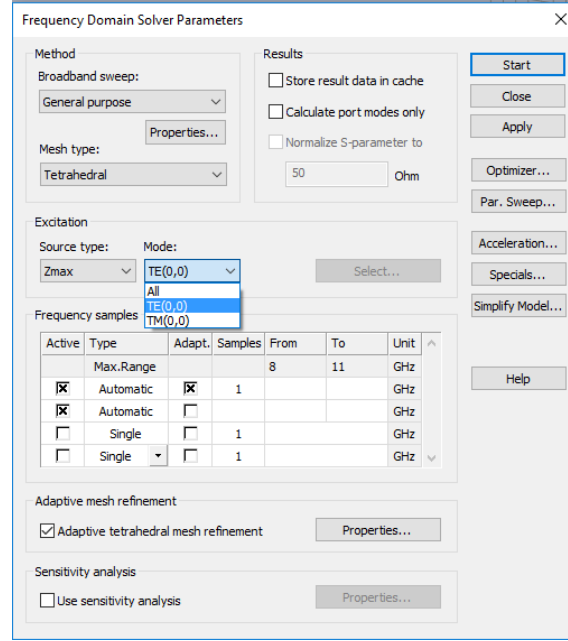 Frequency Domain Solver Parameters
Method
Broadband sweep:
General purpose
Properties...
Mesh type:
Tetrahedral
Results
Store result data in cache
Calculate port modes only
Normalize S-parameter to
50 Ohm
Start
Close
Apply
Optimizer...
Par. Sweep...
Acceleration...
Specials...
Simplify Model...
Help
Excitation
Source type: Mode:
Zmax TE(0,0) Select...
All
TE(0,0)
TM(0,0)
Frequency samples
Active Type Adapt. Samples From To Unit
Max.Range 8 11 GHz
Automatic 1 GHz
Automatic GHz
Single 1 GHz
Single 1 GHz
Adaptive mesh refinement
Adaptive tetrahedral mesh refinement Properties...
Sensitivity analysis
Use sensitivity analysis Properties...